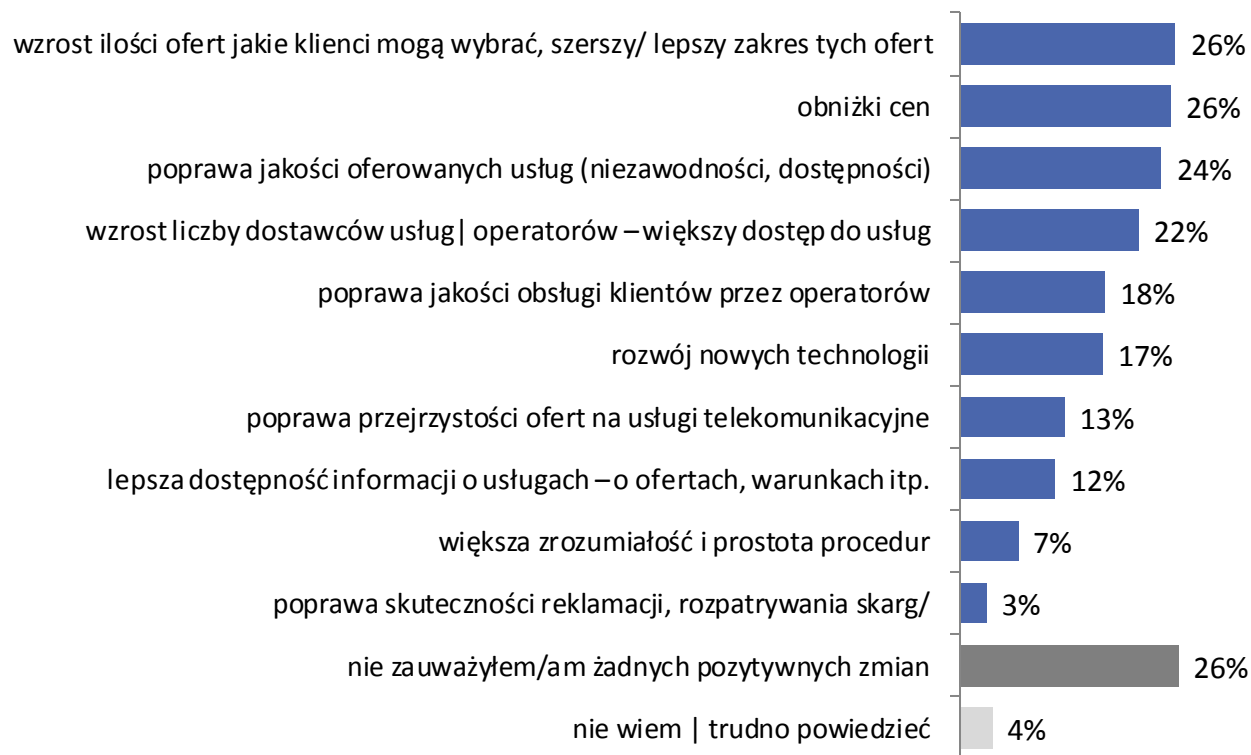 wzrost ilości ofert jakie klienci mogą wybrać, szerszy/ lepszy zakres tych ofert 26%
obniżki cen 26%
poprawa jakości oferowanych usług (niezawodności, dostępności) 24%
wzrost liczby dostawców usług| operatorów – większy dostęp do usług 22%
poprawa jakości obsługi klientów przez operatorów 18%
rozwój nowych technologii 17%
poprawa przejrzystości ofert na usługi telekomunikacyjne 13%
lepsza dostępność informacji o usługach – o ofertach, warunkach itp. 12%
większa zrozumiałość i prostota procedur 7%
poprawa skuteczności reklamacji, rozpatrywania skarg/ 3%
nie zauważyłem/am żadnych pozytywnych zmian 26%
nie wiem | trudno powiedzieć 4%